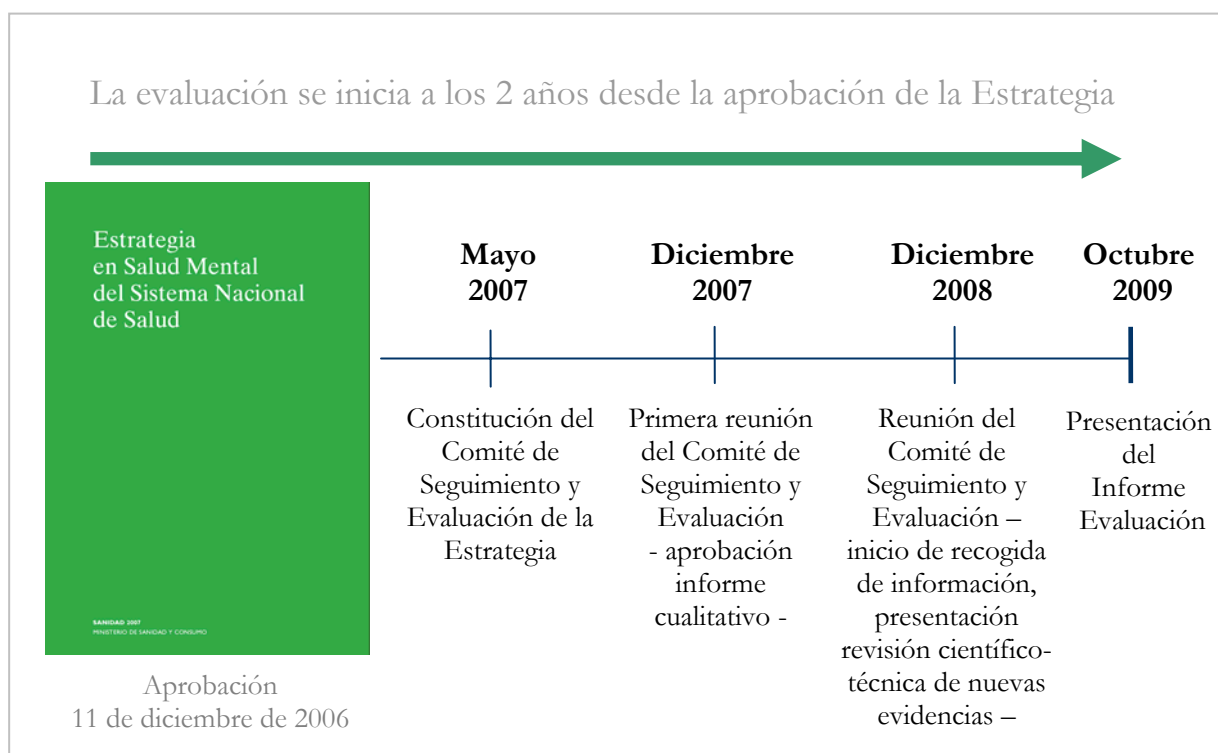 La evaluación se inicia a los 2 años desde la aprobación de la Estrategia
Estrategia
en Salud Mental
del Sistema Nacional
de Salud
SANIDAD 2007
MINISTERIO DE SANIDAD Y CONSUMO
Aprobación
11 de diciembre de 2006
Mayo
2007
Constitución del
Comité de
Seguimiento y
Evaluación de la
Estrategia
Diciembre
2007
Primera reunión
del Comité de
Seguimiento y
Evaluación
- aprobación
informe
cualitativo -
Diciembre
2008
Reunión del
Comité de
Seguimiento y
Evaluación –
inicio de recogida
de información,
presentación
revisión científico-
técnica de nuevas
evidencias –
Octubre
2009
Presentación
del
Informe
Evaluación